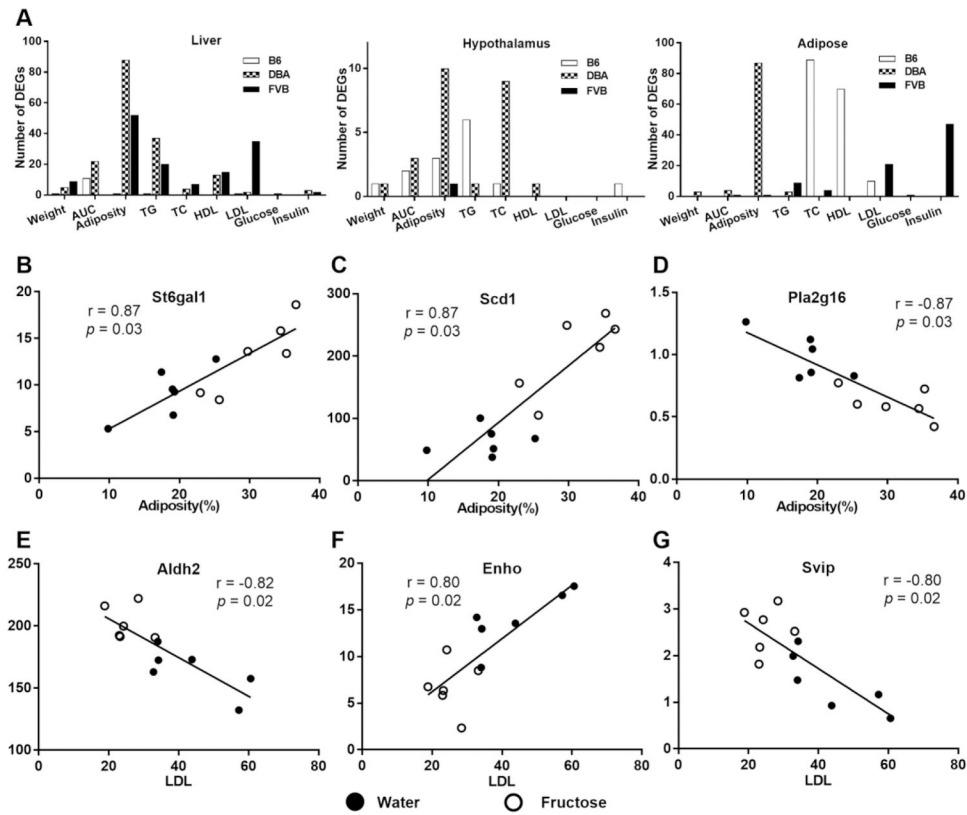 A
Liver
Number of DEGs
100
80
60
40
20
0
B6
DBA
FVB
Weight
AUC
Adiposity
TG
TC
HDL
LDL
Glucose
Insulin
Hypothalamus
Number of DEGs
10
5
0
B6
DBA
FVB
Weight
AUC
Adiposity
TG
TC
HDL
LDL
Glucose
Insulin
Adipose
Number of DEGs
100
80
60
40
20
0
B6
DBA
FVB
Weight
AUC
Adiposity
TG
TC
HDL
LDL
Glucose
Insulin
B
St6gal1
r = 0.87
p = 0.03
20
15
10
5
0
0 10 20 30 40
Adiposity(%)
C
Scd1
r = 0.87
p = 0.03
300
200
100
0
0 10 20 30 40
Adiposity(%)
D
Pla2g16
r = -0.87
p = 0.03
1.5
1.0
0.5
0.0
0 10 20 30 40
Adiposity(%)
E
Aldh2
r = -0.82
p = 0.02
250
200
150
100
0 20 40 60 80
LDL
F
Enho
r = 0.80
p = 0.02
20
15
10
5
0
0 20 40 60 80
LDL
G
Svip
r = -0.80
p = 0.02
4
3
2
1
0
0 20 40 60 80
LDL
Water
Fructose